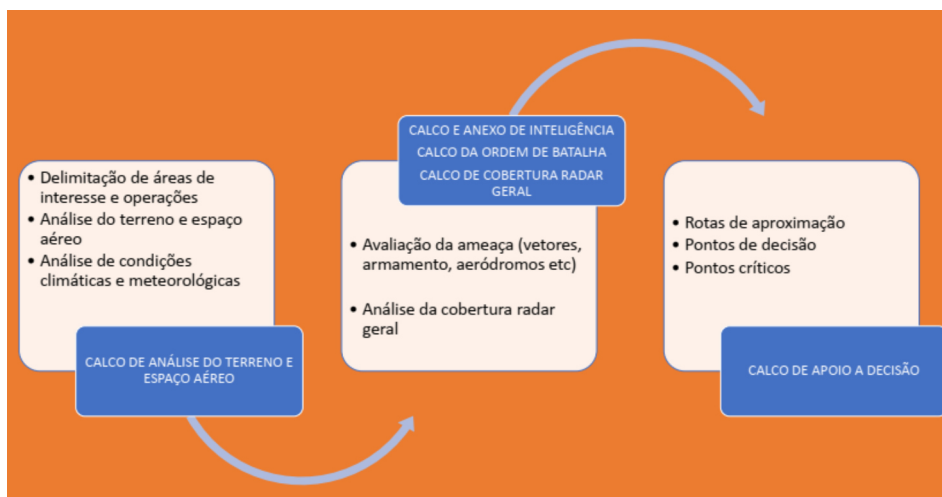 • Delimitação de áreas de
interesse e operações
• Análise do terreno e espaço
aéreo
• Análise de condições
climáticas e meteorológicas
CALCO DE ANÁLISE DO TERRENO E
ESPAÇO AÉREO
CALCO E ANEXO DE INTELIGÊNCIA
CALCO DA ORDEM DE BATALHA
CALCO DE COBERTURA RADAR
GERAL
• Avaliação da ameaça (vetores,
armamento, aeródromos etc)
• Análise da cobertura radar
geral
• Rotas de aproximação
• Pontos de decisão
• Pontos críticos
CALCO DE APOIO A DECISÃO